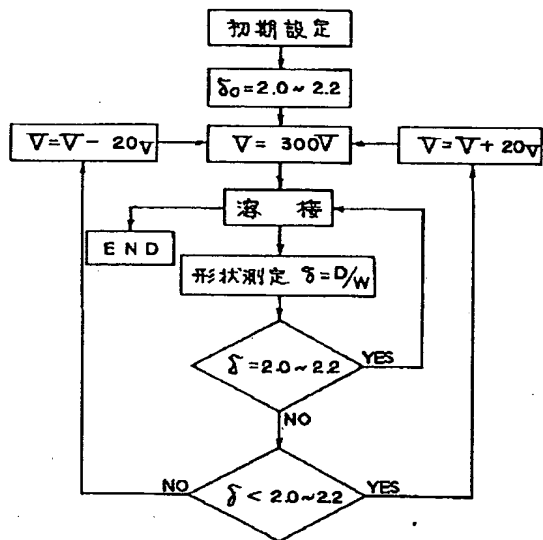 初期設定
δ₀=2.0~2.2
V=V-20V
V=300V
V=V+20V
溶接
END
形状測定 δ=D/W
δ=2.0~2.2
YES
NO
NO
δ<2.0~2.2
YES